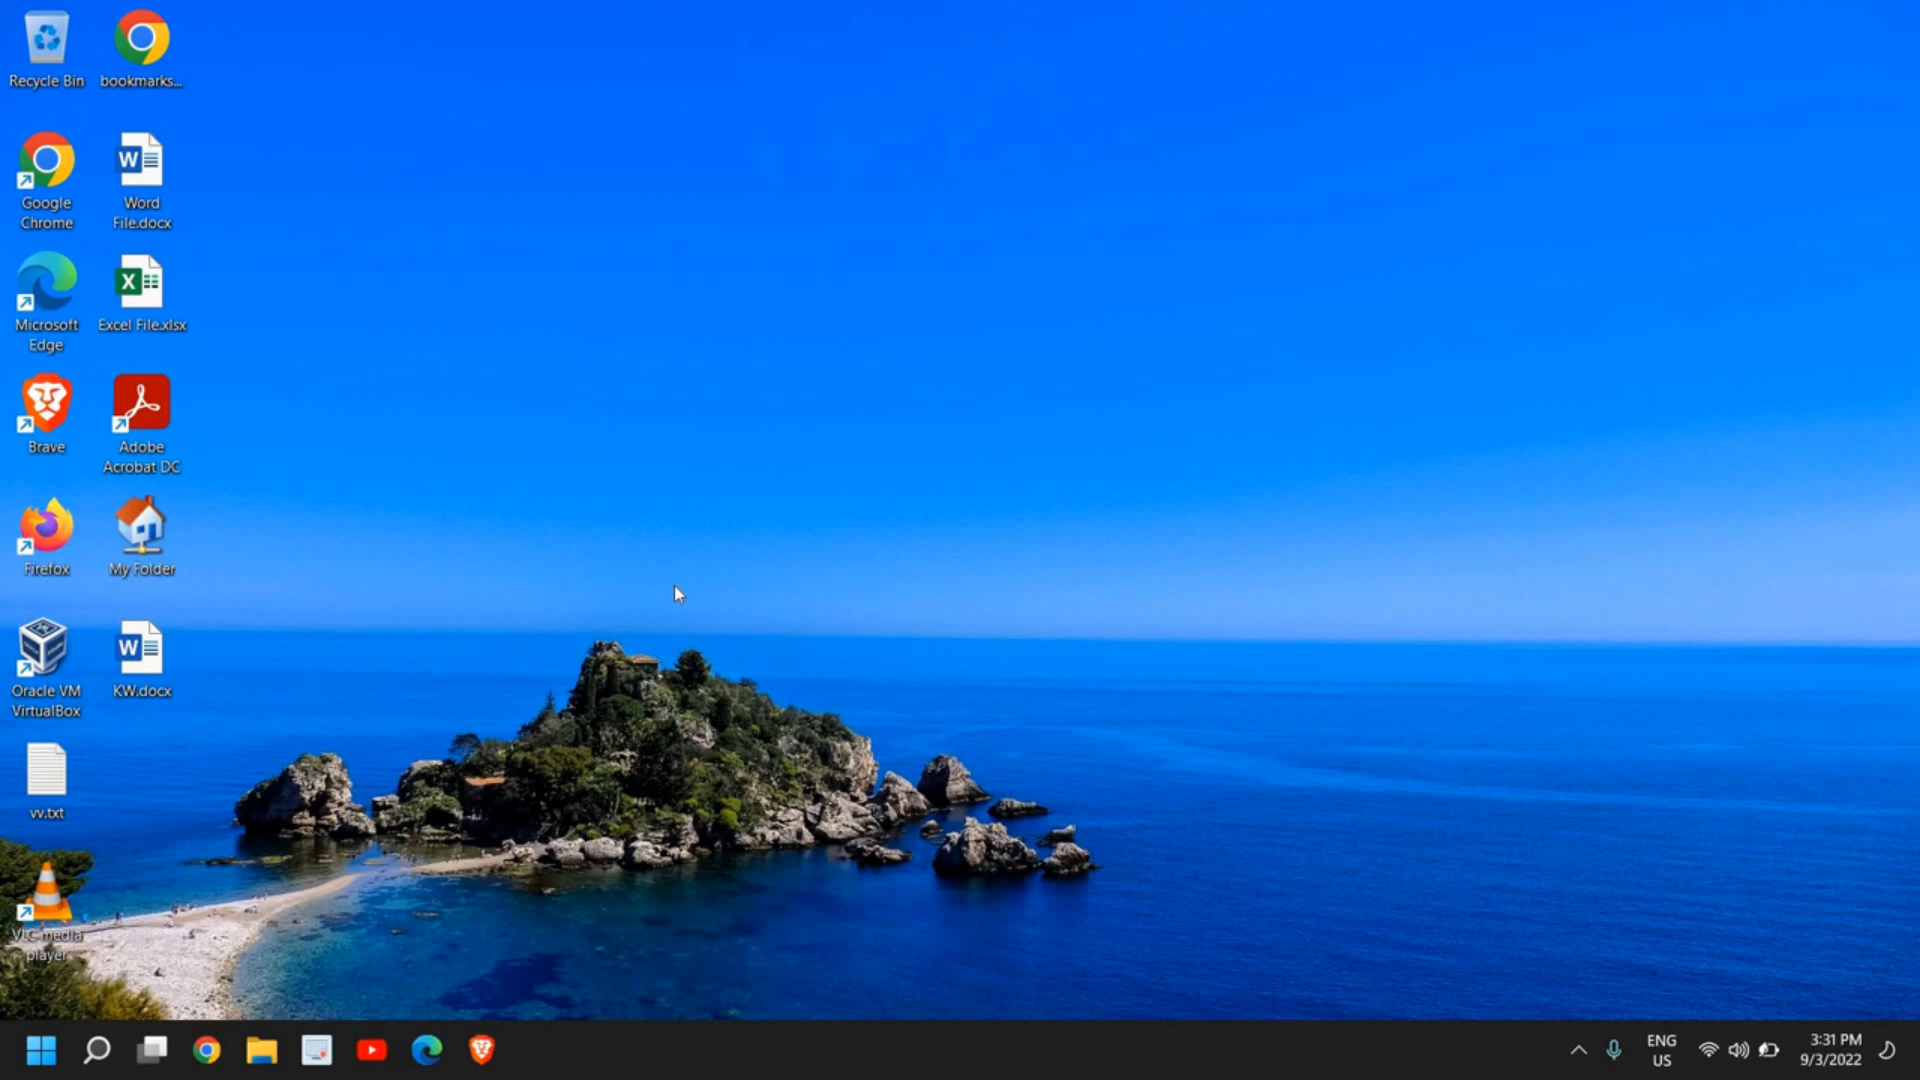 Recycle Bin
bookmarks...
Google
Chrome
Word
File.docx
Microsoft
Edge
Excel File.xlsx
Brave
Adobe
Acrobat DC
Firefox
My Folder
Oracle VM
VirtualBox
KW.docx
vv.txt
VLC media
player
ENG
US
3:31 PM
9/3/2022